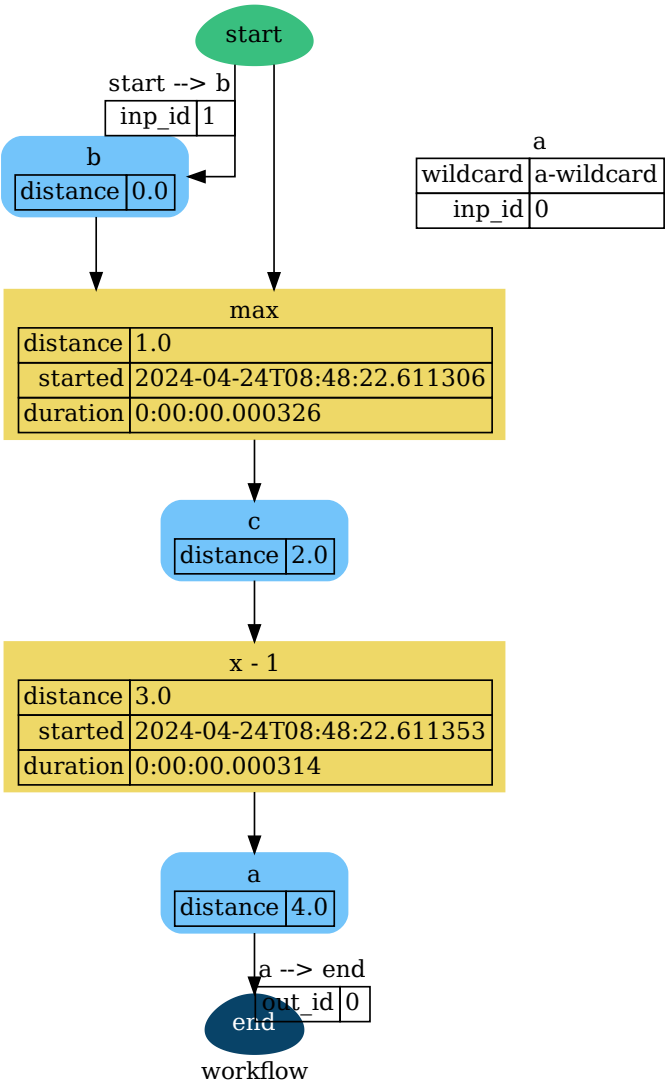 start
start --> b
inp_id 1
b
distance 0.0
a
wildcard a-wildcard
inp_id 0
max
distance 1.0
started 2024-04-24T08:48:22.611306
duration 0:00:00.000326
c
distance 2.0
x - 1
distance 3.0
started 2024-04-24T08:48:22.611353
duration 0:00:00.000314
a
distance 4.0
a --> end
out_id 0
end
workflow